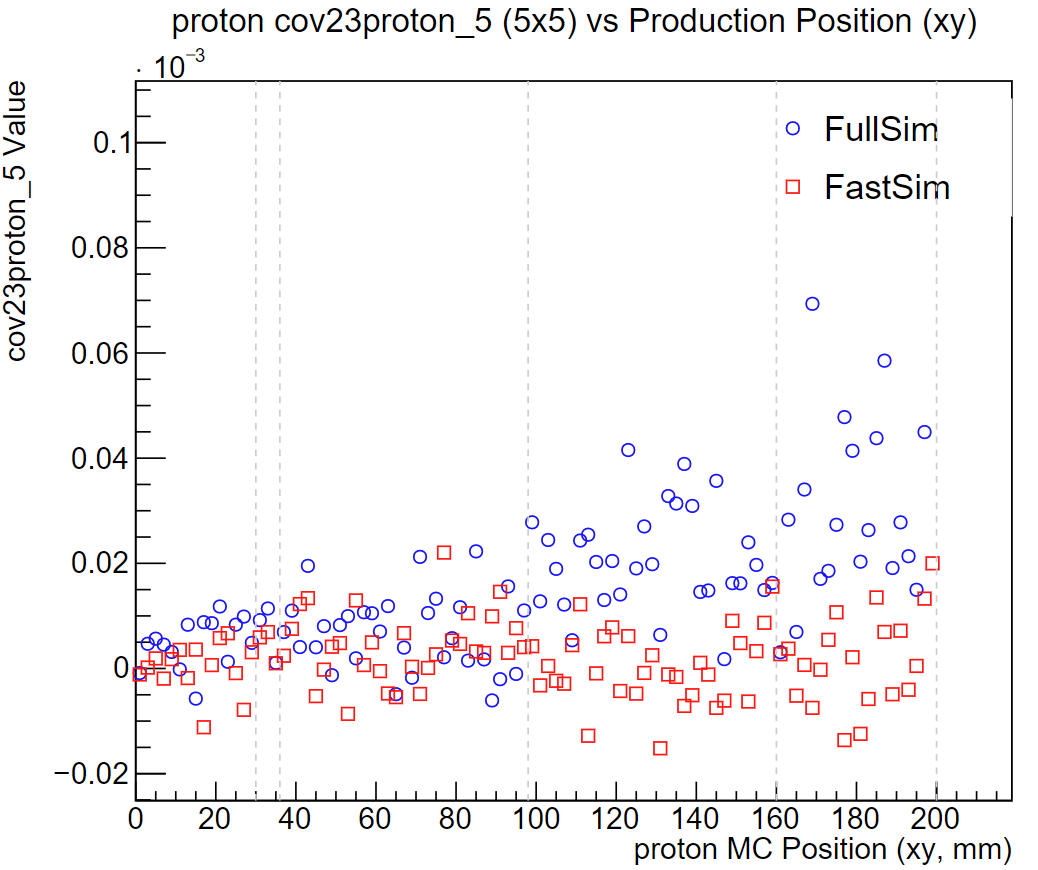 proton cov23proton_5 (5x5) vs Production Position (xy)
· 10−3
cov23proton_5 Value
FullSim
FastSim
0.1
0.08
0.06
0.04
0.02
0
−0.02
0 20 40 60 80 100 120 140 160 180 200
proton MC Position (xy, mm)